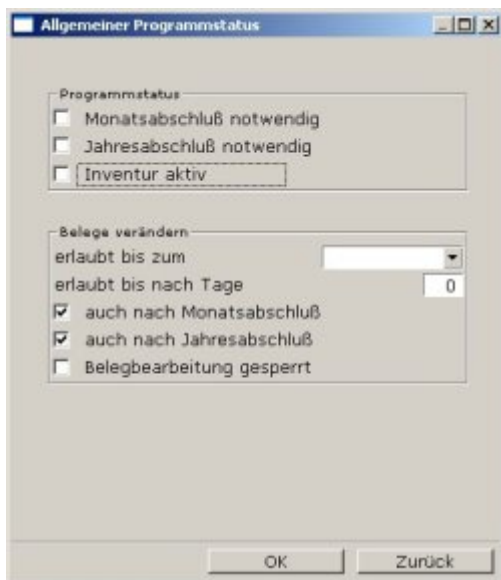 Allgemeiner Programmstatus
Programmstatus
Monatsabschluß notwendig
Jahresabschluß notwendig
Inventur aktiv
Belege verändern
erlaubt bis zum
erlaubt bis nach Tage 0
auch nach Monatsabschluß
auch nach Jahresabschluß
Belegbearbeitung gesperrt
OK Zurück